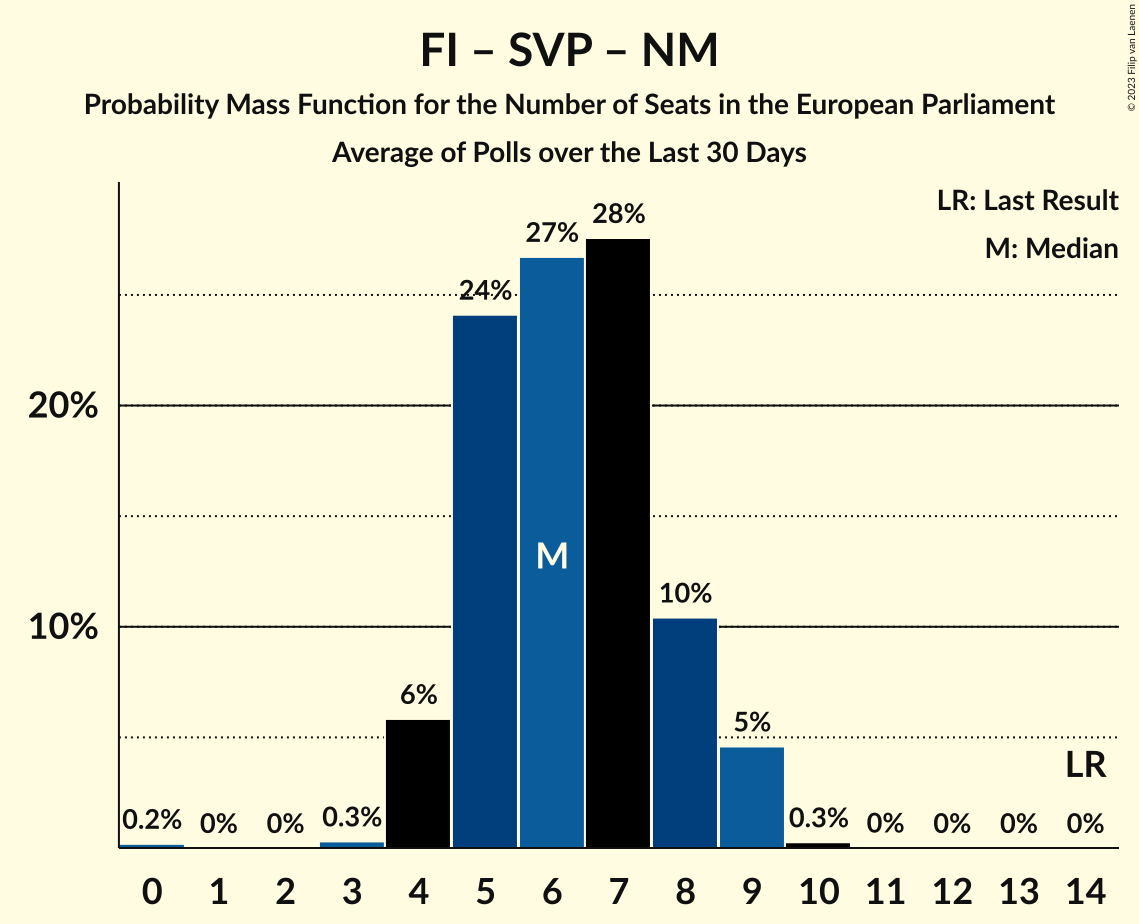 FI – SVP – NM
Probability Mass Function for the Number of Seats in the European Parliament
Average of Polls over the Last 30 Days
© 2023 Filip van Laenen
LR: Last Result
M: Median
28%
27%
24%
20%
M
10%
10%
6%
5%
LR
0.2% 0% 0% 0.3% 0.3% 0% 0% 0% 0%
0 1 2 3 4 5 6 7 8 9 10 11 12 13 14